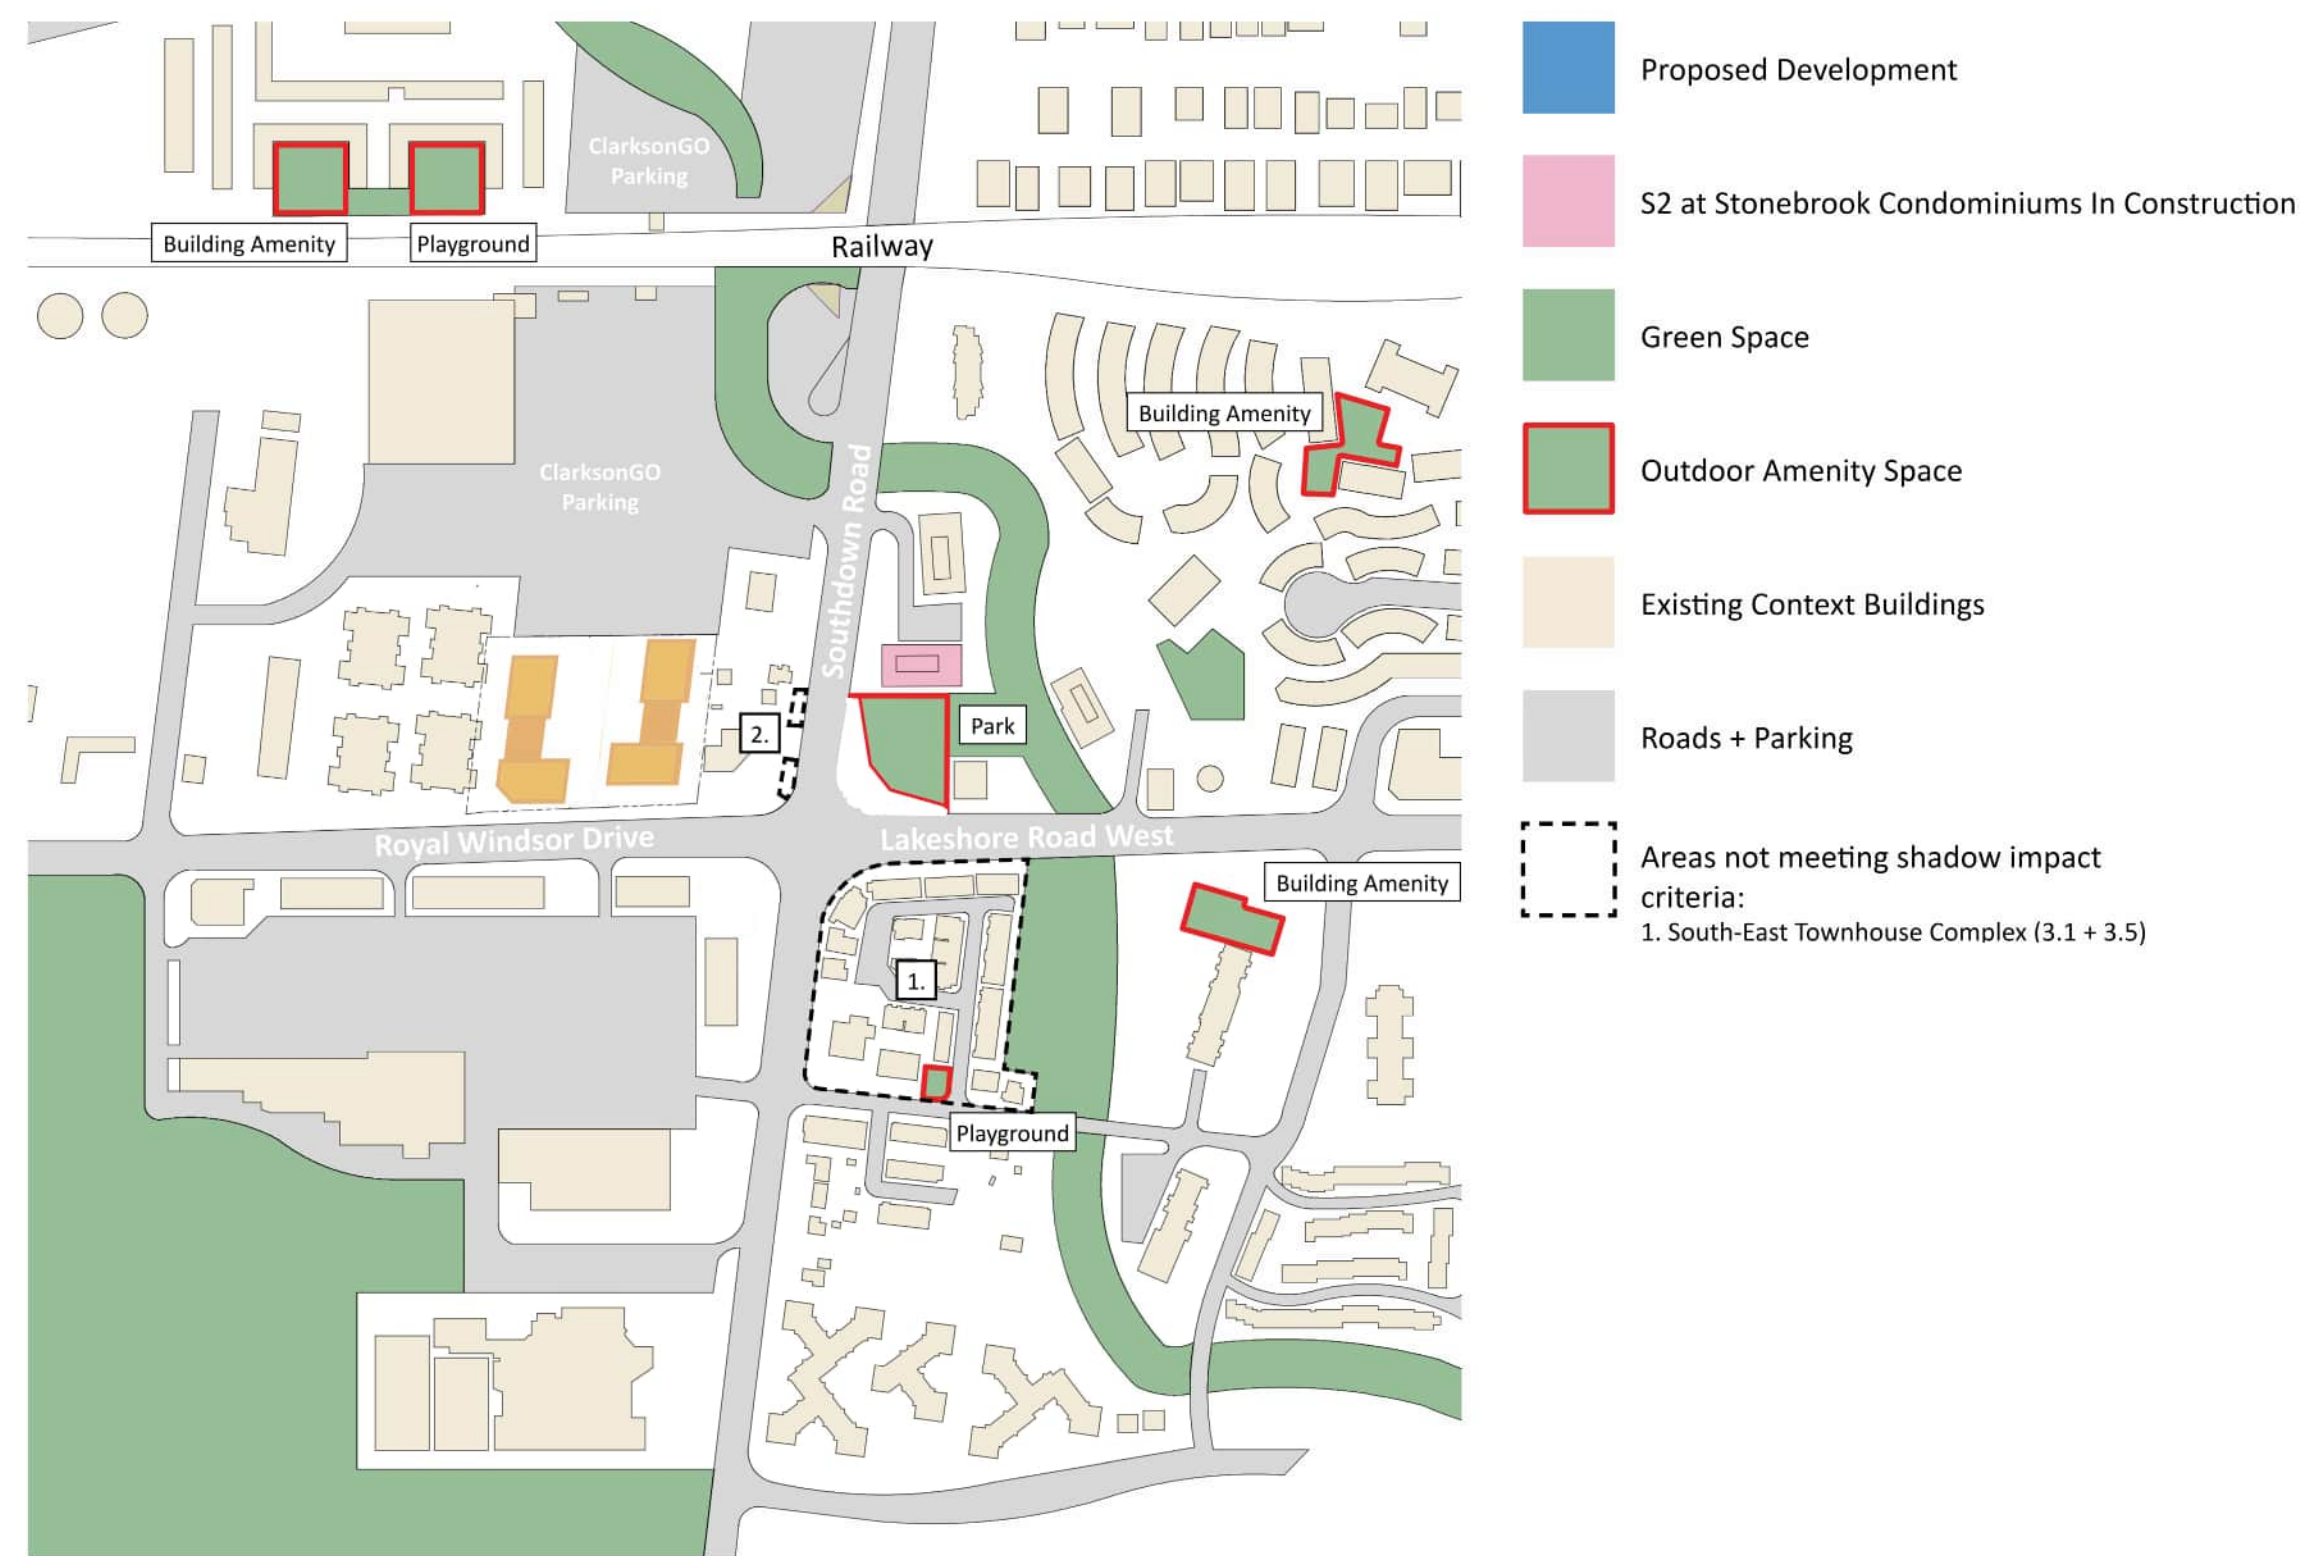 ClarksonGO
Parking
Building Amenity
Playground
Railway
Building Amenity
ClarksonGO
Parking
Southdown Road
2.
Park
Royal Windsor Drive
Lakeshore Road West
Building Amenity
1.
Playground
Proposed Development
S2 at Stonebrook Condominiums In Construction
Green Space
Outdoor Amenity Space
Existing Context Buildings
Roads + Parking
Areas not meeting shadow impact
criteria:
1. South-East Townhouse Complex (3.1 + 3.5)